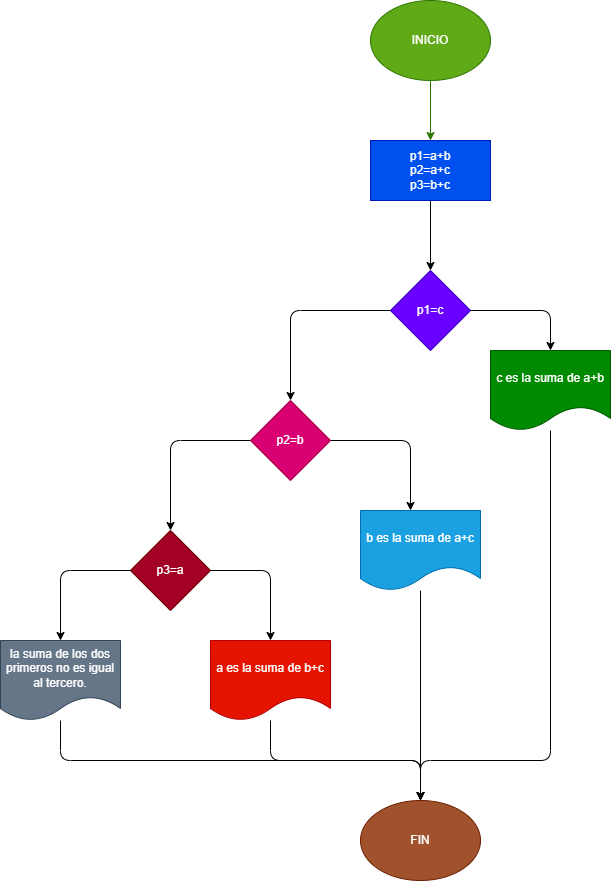 INICIO
p1=a+b
p2=a+c
p3=b+c
p1=c
c es la suma de a+b
p2=b
b es la suma de a+c
p3=a
la suma de los dos
primeros no es igual
al tercero.
a es la suma de b+c
FIN